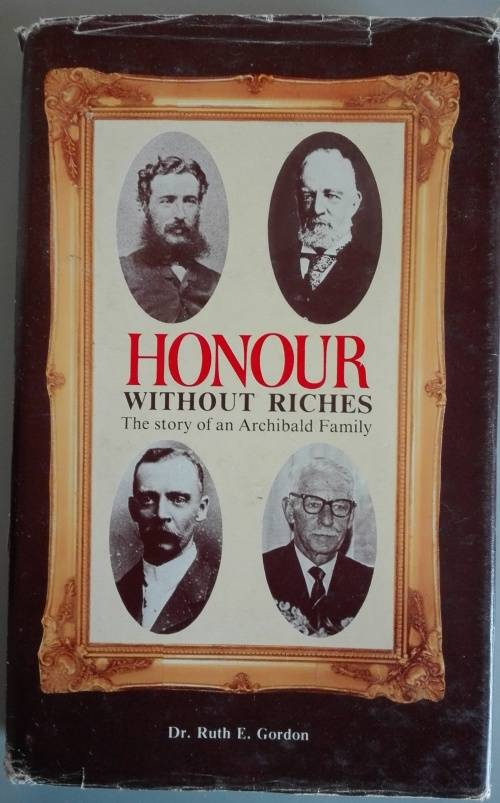 HONOUR
WITHOUT RICHES
The story of an Archibald Family
Dr. Ruth E. Gordon